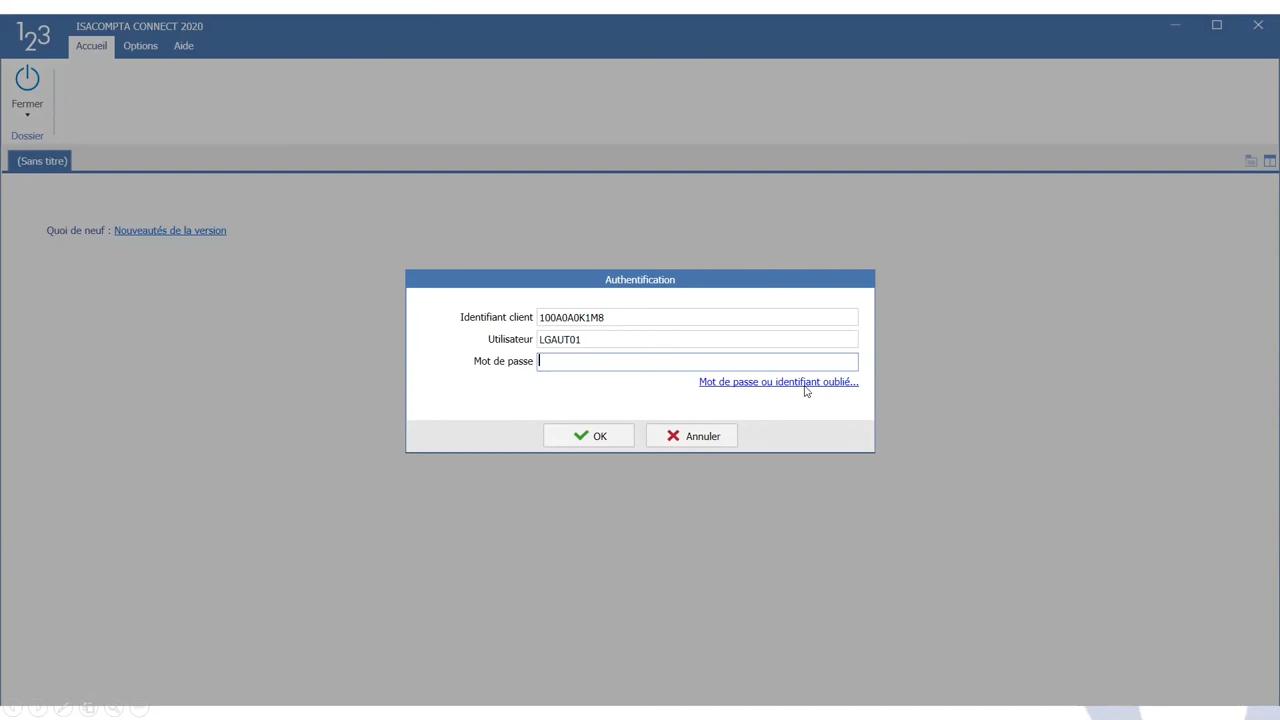 123
ISACOMPTA CONNECT 2020
Accueil Options Aide
Fermer
Dossier
(Sans titre)
Quoi de neuf : Nouveautés de la version
Authentification
Identifiant client 100A0A0K1M8
Utilisateur LGAUT01
Mot de passe
Mot de passe ou identifiant oublié...
OK Annuler